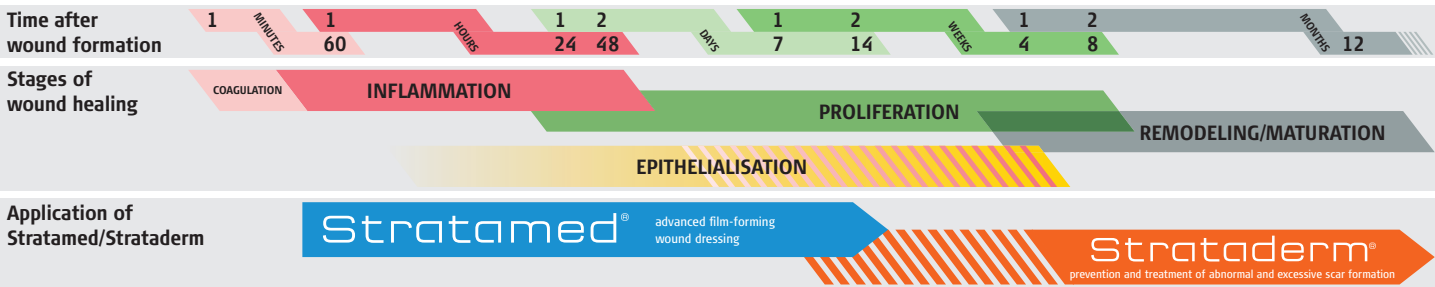 Time after
wound formation
1 MINUTES 1 HOURS 1 2 DAYS 1 2 WEEKS 1 2 MONTHS
60 24 48 7 14 4 8 12
Stages of
wound healing
COAGULATION INFLAMMATION
PROLIFERATION
REMODELING/MATURATION
EPITHELIALISATION
Application of
Stratamed/Strataderm
Stratamed®
advanced film-forming
wound dressing
Strataderm®
prevention and treatment of abnormal and excessive scar formation